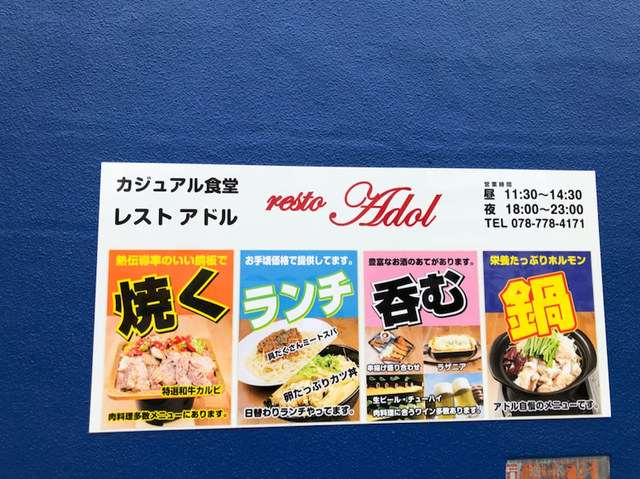 カジュアル食堂
レスト アドル
resto Adol
営業時間
昼 11:30～14:30
夜 18:00～23:00
TEL 078-778-4171
熱伝導率のいい銅板で
焼く
特選和牛カルビ
肉料理多数メニューにあります。
お手頃価格で提供してます。
ランチ
具だくさんミートスパ
卵たっぷりカツ丼
日替わりランチやってます。
豊富なお酒のあてがあります。
呑む
串揚げ盛り合わせ
ラザニア
生ビール・チューハイ
肉料理に合うワイン多数あります。
栄養たっぷりホルモン
鍋
アドル自慢のメニューです。